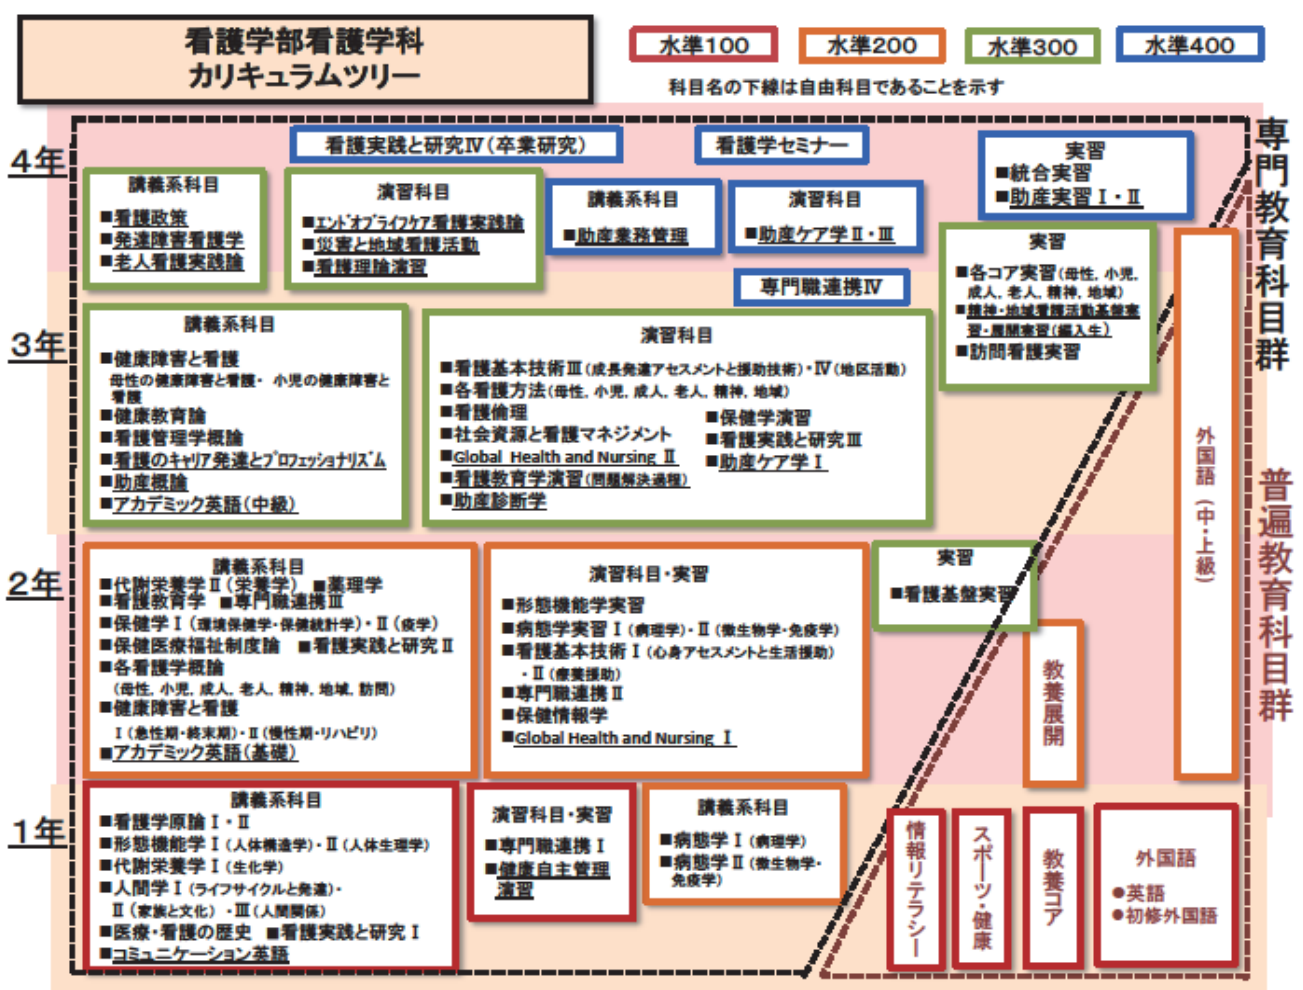 看護学部看護学科
カリキュラムツリー
水準100
水準200
水準300
水準400
科目名の下線は自由科目であることを示す
専門教育科目群
普遍教育科目群
4年
看護実践と研究Ⅳ(卒業研究)
看護学セミナー
実習
■統合実習
■助産実習Ⅰ・Ⅱ
講義系科目
■看護政策
■発達障害看護学
■老人看護実践論
演習科目
■エンドオブライフケア看護実践論
■災害と地域看護活動
■看護理論演習
講義系科目
■助産業務管理
演習科目
■助産ケア学Ⅱ・Ⅲ
専門職連携Ⅳ
実習
■各コア実習(母性,小児,
成人,老人,精神,地域)
■精神・地域看護活動基盤実
習・展開実習(編入生)
■訪問看護実習
3年
講義系科目
■健康障害と看護
母性の健康障害と看護・小児の健康障害と
看護
■健康教育論
■看護管理学概論
■看護のキャリア発達とプロフェッショナリズム
■助産概論
■アカデミック英語(中級)
演習科目
■看護基本技術Ⅲ(成長発達アセスメントと援助技術)・Ⅳ(地区活動)
■各看護方法(母性,小児,成人,老人,精神,地域)
■看護倫理
■社会資源と看護マネジメント
■Global Health and Nursing Ⅱ
■看護教育学演習(問題解決過程)
■助産診断学
■保健学演習
■看護実践と研究Ⅲ
■助産ケア学Ⅰ
外国語(中・上級)
2年
講義系科目
■代謝栄養学Ⅱ(栄養学) ■薬理学
■看護教育学 ■専門職連携Ⅲ
■保健学Ⅰ(環境保健学・保健統計学)・Ⅱ(疫学)
■保健医療福祉制度論 ■看護実践と研究Ⅱ
■各看護学概論
(母性,小児,成人,老人,精神,地域,訪問)
■健康障害と看護
Ⅰ(急性期・終末期)・Ⅱ(慢性期・リハビリ)
■アカデミック英語(基礎)
演習科目・実習
■形態機能学実習
■病態学実習Ⅰ(病理学)・Ⅱ(微生物学・免疫学)
■看護基本技術Ⅰ(心身アセスメントと生活援助)
・Ⅱ(療養援助)
■専門職連携Ⅱ
■保健情報学
■Global Health and Nursing Ⅰ
実習
■看護基盤実習
教養展開
1年
講義系科目
■看護学原論Ⅰ・Ⅱ
■形態機能学Ⅰ(人体構造学)・Ⅱ(人体生理学)
■代謝栄養学Ⅰ(生化学)
■人間学Ⅰ(ライフサイクルと発達)・
Ⅱ(家族と文化)・Ⅲ(人間関係)
■医療・看護の歴史 ■看護実践と研究Ⅰ
■コミュニケーション英語
演習科目・実習
■専門職連携Ⅰ
■健康自主管理
演習
講義系科目
■病態学Ⅰ(病理学)
■病態学Ⅱ(微生物学・
免疫学)
情報リテラシー
スポーツ・健康
教養コア
外国語
●英語
●初修外国語